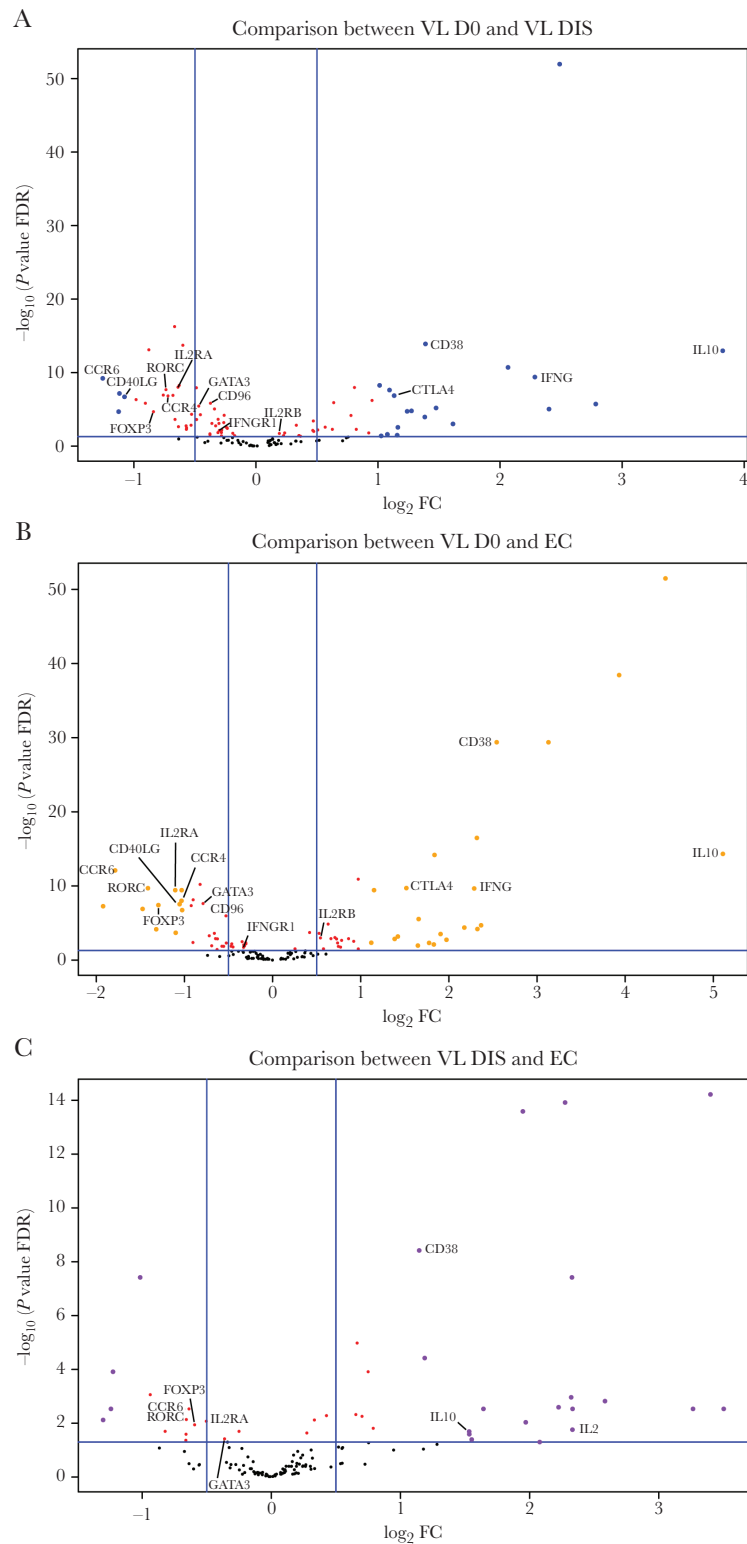 A
Comparison between VL D0 and VL DIS
−log10 (P value FDR)
50
40
30
20
10
0
CCR6
CD40LG
FOXP3
RORC
CCR4
IL2RA
GATA3
CD96
IFNGR1
IL2RB
CD38
CTLA4
IFNG
IL10
−1
0
1
2
3
4
log2 FC
B
Comparison between VL D0 and EC
−log10 (P value FDR)
50
40
30
20
10
0
IL2RA
CD40LG
CCR4
CCR6
RORC
GATA3
FOXP3
CD96
IFNGR1
IL2RB
CD38
CTLA4
IFNG
IL10
−2
−1
0
1
2
3
4
5
log2 FC
C
Comparison between VL DIS and EC
−log10 (P value FDR)
14
12
10
8
6
4
2
0
CD38
FOXP3
CCR6
RORC
IL2RA
GATA3
IL10
IL2
−1
0
1
2
3
log2 FC